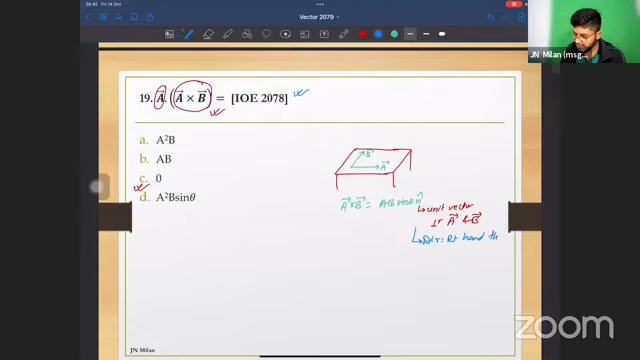 20:45 Fri 14 Oct
Vector 2079
JN Milan (msg...
19. A⃗. (A⃗ × B⃗) = [IOE 2078]
a. A²B
b. AB
c. 0
d. A²Bsinθ
B⃗
A⃗
A⃗×B⃗ = AB sinθ n̂
unit vector
⊥r A⃗ & B⃗
Dir: Rt hand th
JN Milan
zoom